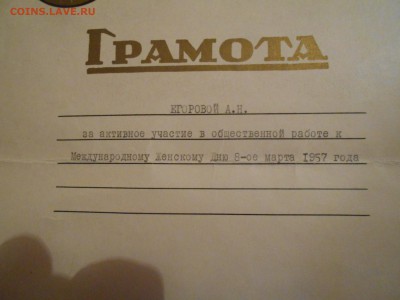 COINS.LAVE.RU
ГРАМОТА
ЕГОРОВОЙ А.Н.
за активное участие в общественной работе к
Международному Женскому Дню 8-ое марта 1957 года